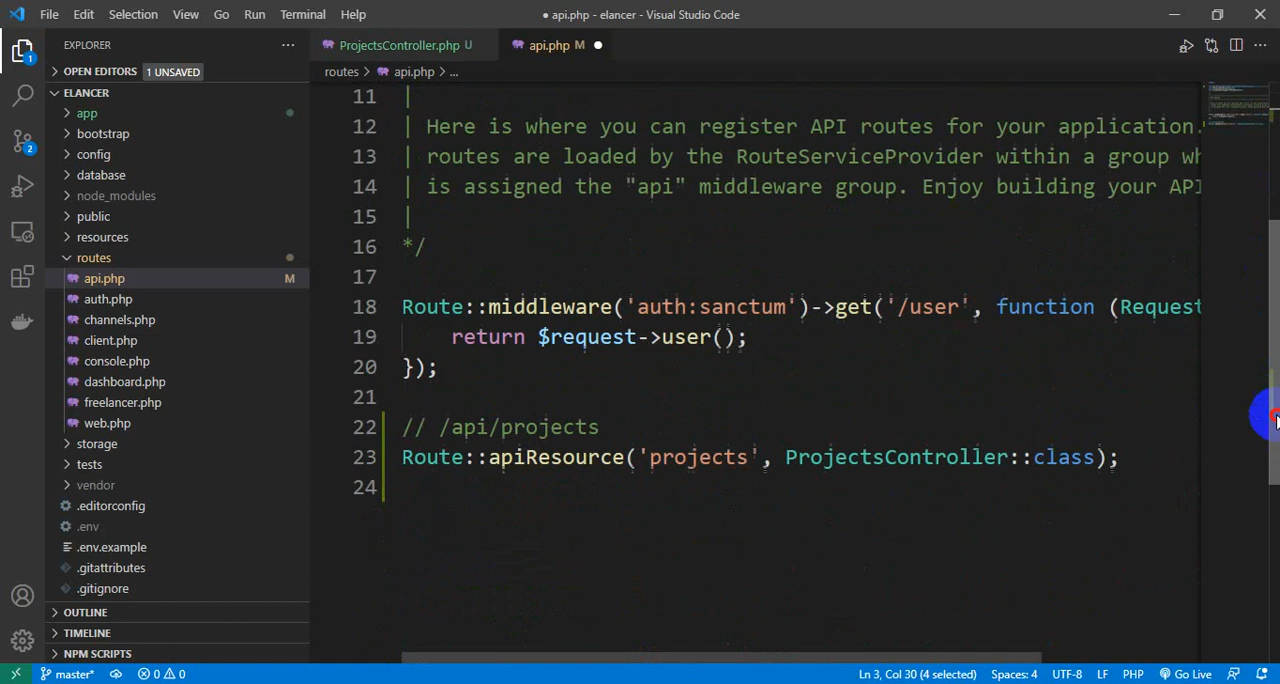 File Edit Selection View Go Run Terminal Help
● api.php - elancer - Visual Studio Code
EXPLORER
OPEN EDITORS 1 UNSAVED
ELANCER
app
bootstrap
config
database
node_modules
public
resources
routes
api.php M
auth.php
channels.php
client.php
console.php
dashboard.php
freelancer.php
web.php
storage
tests
vendor
.editorconfig
.env
.env.example
.gitattributes
.gitignore
OUTLINE
TIMELINE
NPM SCRIPTS
1
2
ProjectsController.php U
api.php M ●
routes > api.php > ...
11 |
12 | Here is where you can register API routes for your application.
13 | routes are loaded by the RouteServiceProvider within a group wh
14 | is assigned the "api" middleware group. Enjoy building your API
15 |
16 */
17
18 Route::middleware('auth:sanctum')->get('/user', function (Request
19 return $request->user();
20 });
21
22 // /api/projects
23 Route::apiResource('projects', ProjectsController::class);
24
master* 0 0
Ln 3, Col 30 (4 selected) Spaces: 4 UTF-8 LF PHP Go Live